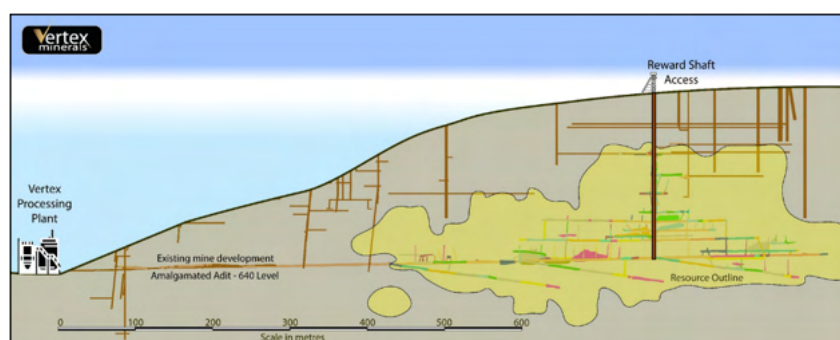 Vertex
minerals
Reward Shaft
Access
Vertex
Processing
Plant
Existing mine development
Amalgamated Adit - 640 Level
Resource Outline
0 100 200 300 400 500 600
Scale in metres